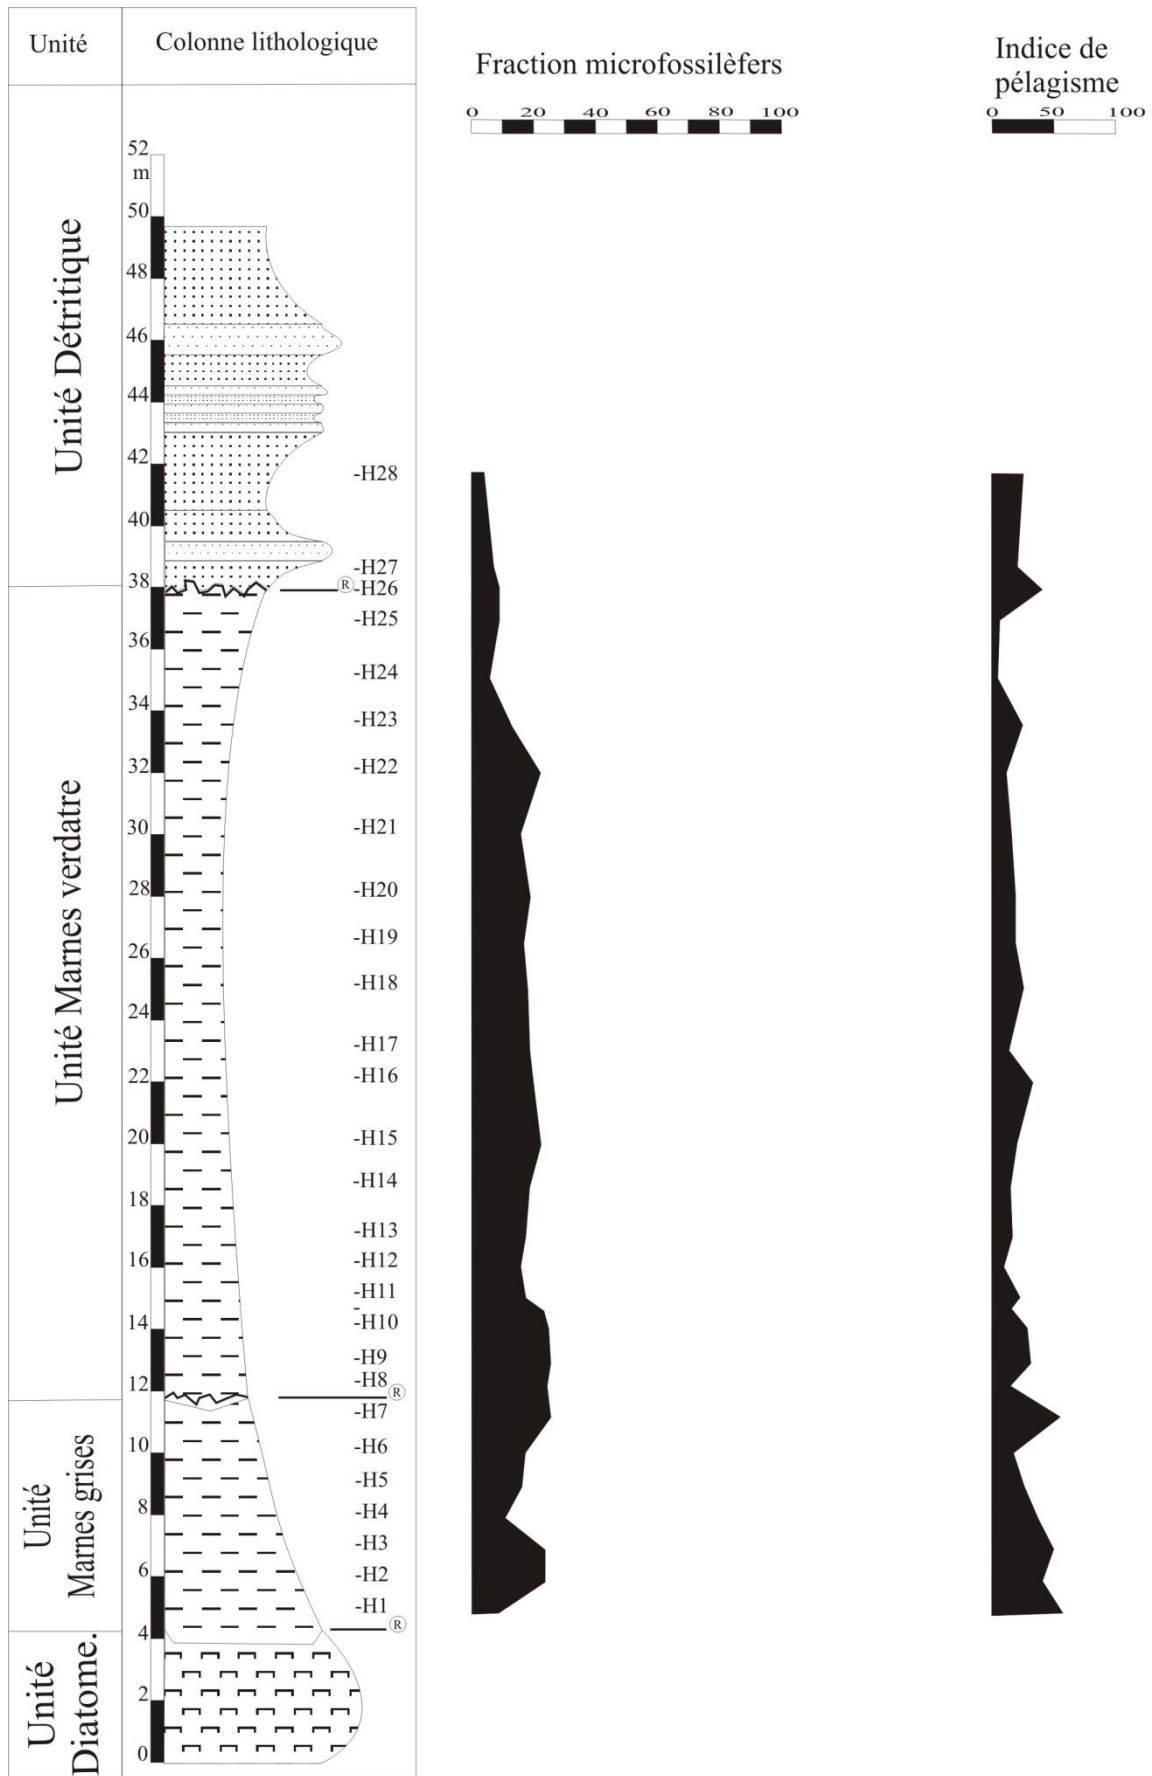 Unité
Colonne lithologique
Fraction microfossilèfers
0 20 40 60 80 100
Indice de
pélagisme
0 50 100
52
m
50
48
46
44
42
40
38
36
34
32
30
28
26
24
22
20
18
16
14
12
10
8
6
4
2
0
Unité Détritique
Unité Marnes verdatre
Unité
Marnes grises
Unité
Diatome.
-H28
-H27
R -H26
-H25
-H24
-H23
-H22
-H21
-H20
-H19
-H18
-H17
-H16
-H15
-H14
-H13
-H12
-H11
-
-H10
-H9
-H8
R
-H7
-H6
-H5
-H4
-H3
-H2
-H1
R